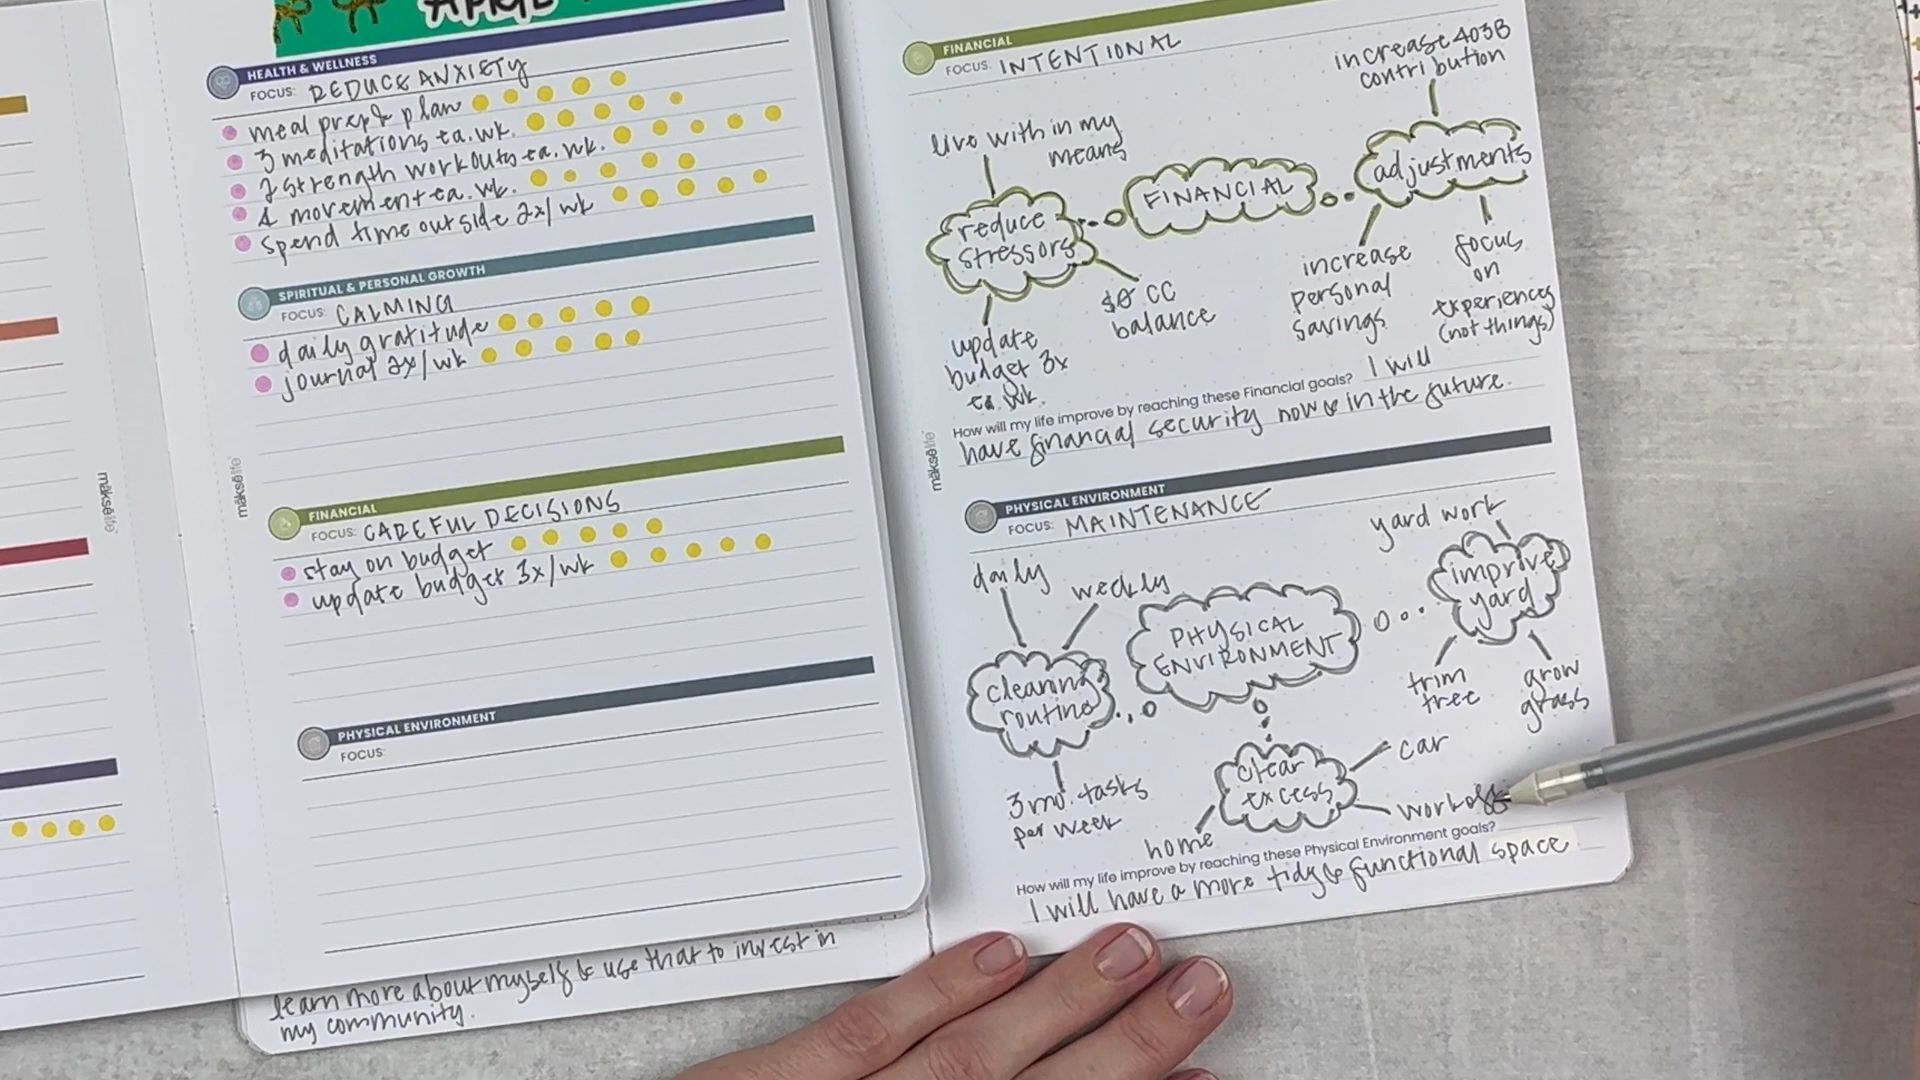 APRIL
HEALTH & WELLNESS
FOCUS: REDUCE ANXIETY
meal prep & plan
3 meditations ea. wk.
2 strength workouts ea. wk.
4 movement ea. wk.
spend time outside 2x/wk
SPIRITUAL & PERSONAL GROWTH
FOCUS: CALMING
daily gratitude
journal 2x/wk
FINANCIAL
FOCUS: CAREFUL DECISIONS
stay on budget
update budget 3x/wk
PHYSICAL ENVIRONMENT
FOCUS:
mäksēlife
mäksēlife
learn more about myself & use that to invest in
my community.
FINANCIAL
FOCUS: INTENTIONAL
increase 403B
contribution
live with in my
means
FINANCIAL
adjustments
reduce
stressors
$0 CC
balance
update
budget 3x
ea. wk.
increase
personal
savings
focus
on
experiences
(not things)
How will my life improve by reaching these Financial goals? I will
have financial security now & in the future.
mäksēlife
PHYSICAL ENVIRONMENT
FOCUS: MAINTENANCE
daily
weekly
yard work
PHYSICAL
ENVIRONMENT
improve
yard
cleaning
routine
trim
tree
grow
grass
clear
excess
car
3 mo. tasks
per week
home
How will my life improve by reaching these Physical Environment goals?
I will have a more tidy & functional space